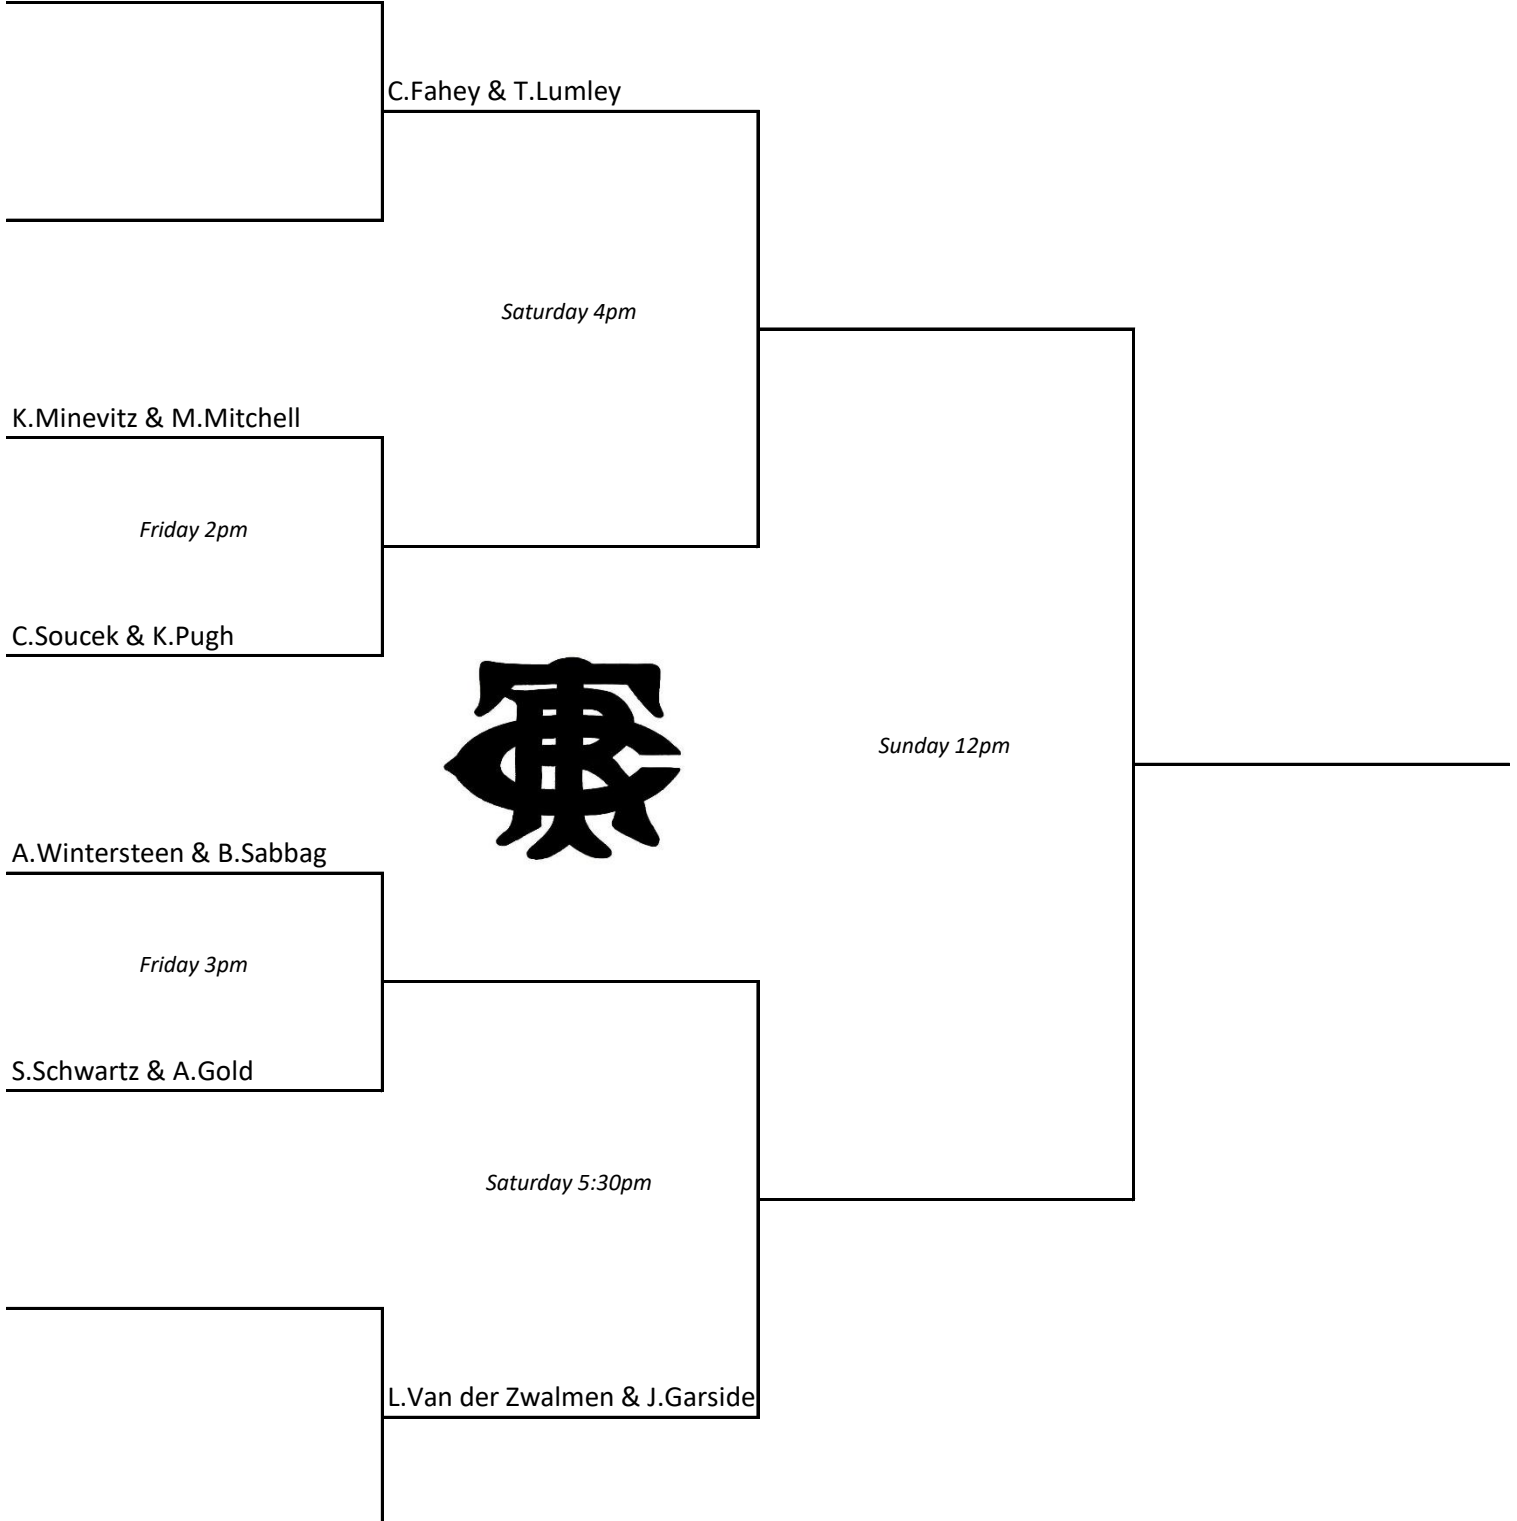 C.Fahey & T.Lumley
Saturday 4pm
K.Minevitz & M.Mitchell
Friday 2pm
C.Soucek & K.Pugh
Sunday 12pm
A.Wintersteen & B.Sabbag
Friday 3pm
S.Schwartz & A.Gold
Saturday 5:30pm
L.Van der Zwalmen & J.Garside